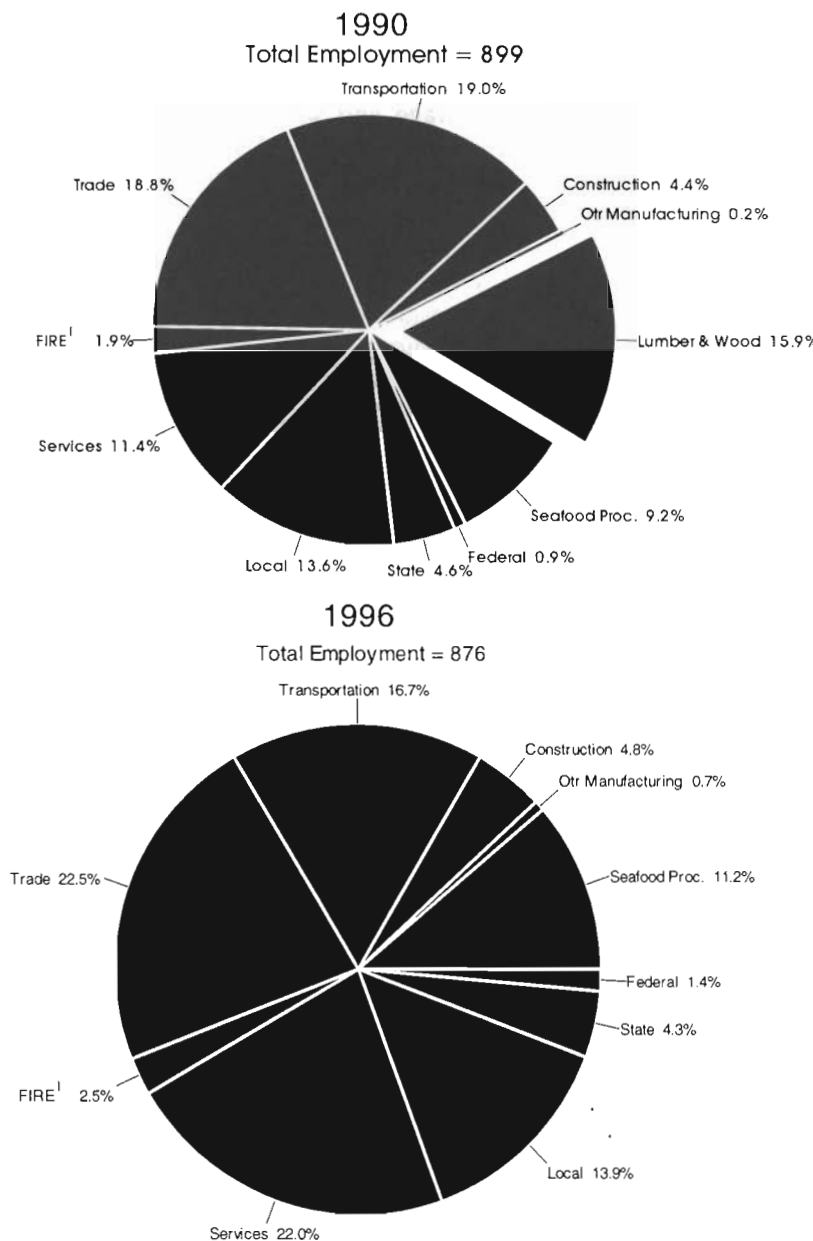 1990
Total Employment = 899
Transportation 19.0%
Trade 18.8%
Construction 4.4%
Otr Manufacturing 0.2%
FIRE¹ 1.9%
Lumber & Wood 15.9%
Services 11.4%
Seafood Proc. 9.2%
Federal 0.9%
Local 13.6%
State 4.6%
1996
Total Employment = 876
Transportation 16.7%
Construction 4.8%
Otr Manufacturing 0.7%
Trade 22.5%
Seafood Proc. 11.2%
Federal 1.4%
State 4.3%
FIRE¹ 2.5%
Local 13.9%
Services 22.0%